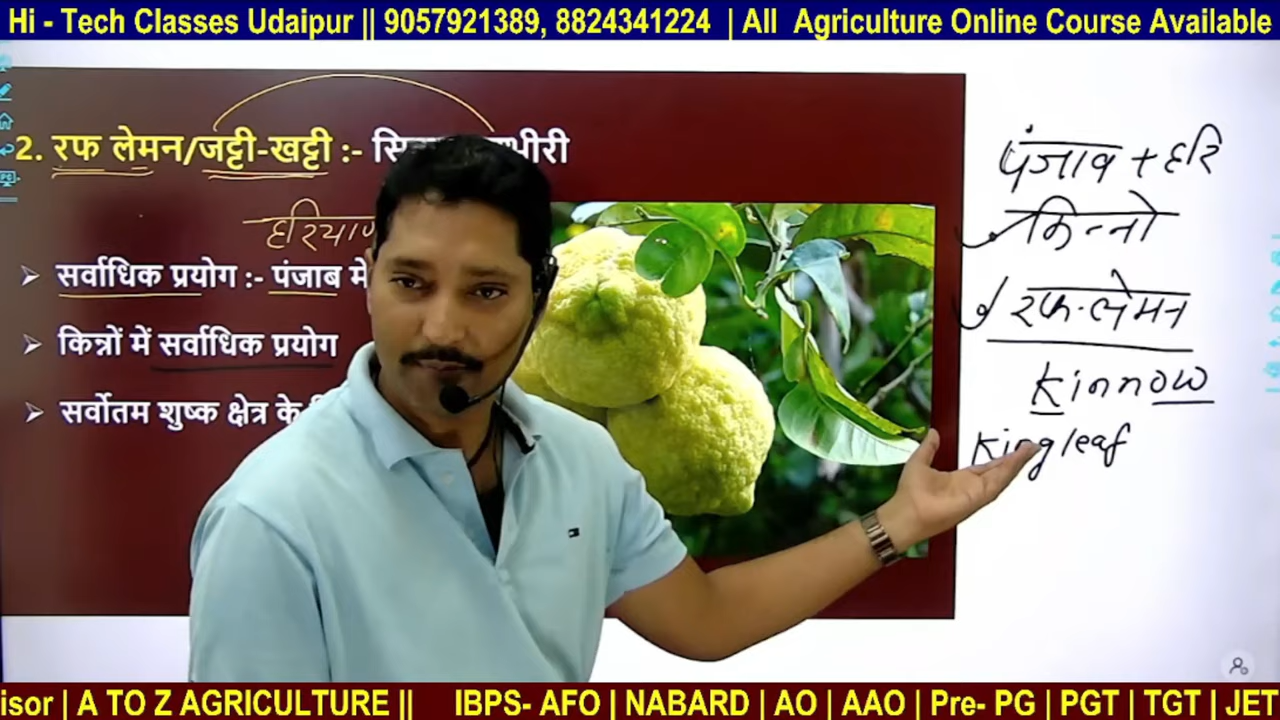 Hi - Tech Classes Udaipur || 9057921389, 8824341224 | All Agriculture Online Course Available
2. रफ लेमन/जट्टी-खट्टी :-
हरियाण
➢ सर्वाधिक प्रयोग :- पंजाब में
➢ किन्नों में सर्वाधिक प्रयोग
➢ सर्वोतम शुष्क क्षेत्र के
पंजाब + हरि
किन्नो
रफ-लेमन
Kinnow
King leaf
isor | A TO Z AGRICULTURE || IBPS- AFO | NABARD | AO | AAO | Pre- PG | PGT | TGT | JET